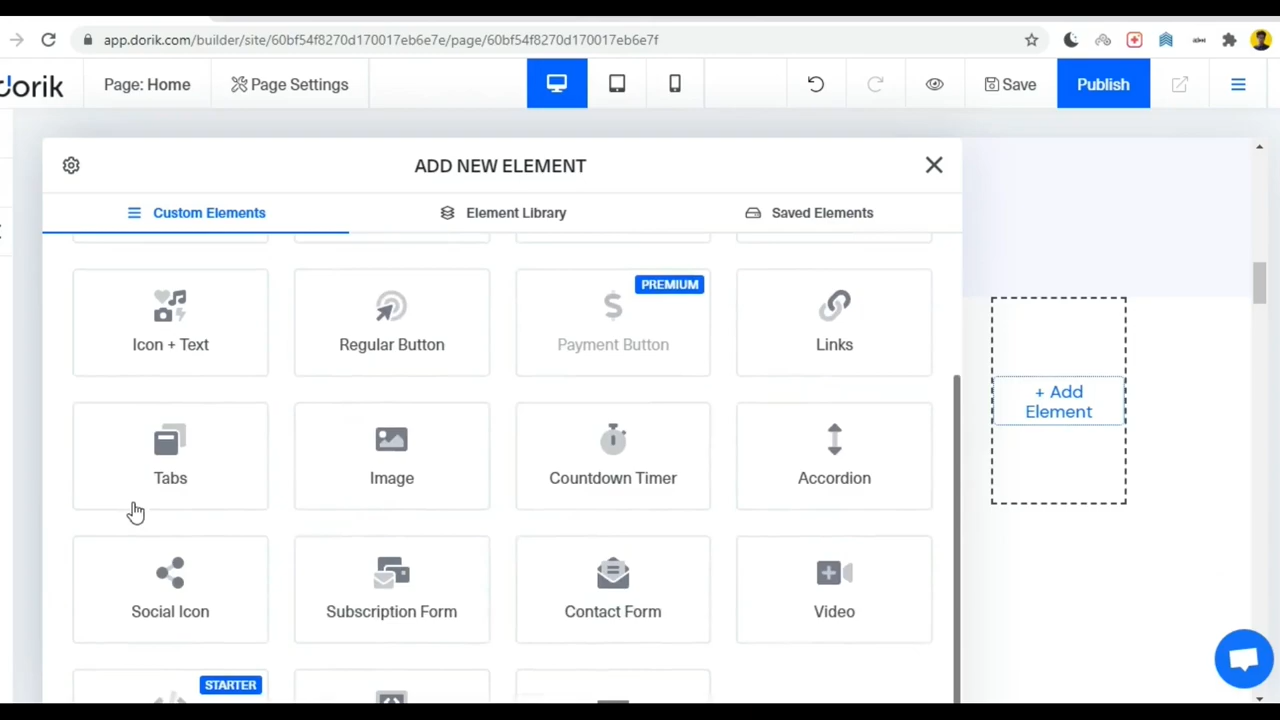 app.dorik.com/builder/site/60bf54f8270d170017eb6e7e/page/60bf54f8270d170017eb6e7f
dorik
Page: Home
Page Settings
Save
Publish
ADD NEW ELEMENT
Custom Elements
Element Library
Saved Elements
PREMIUM
Icon + Text
Regular Button
Payment Button
Links
+ Add
Element
Tabs
Image
Countdown Timer
Accordion
Social Icon
Subscription Form
Contact Form
Video
STARTER